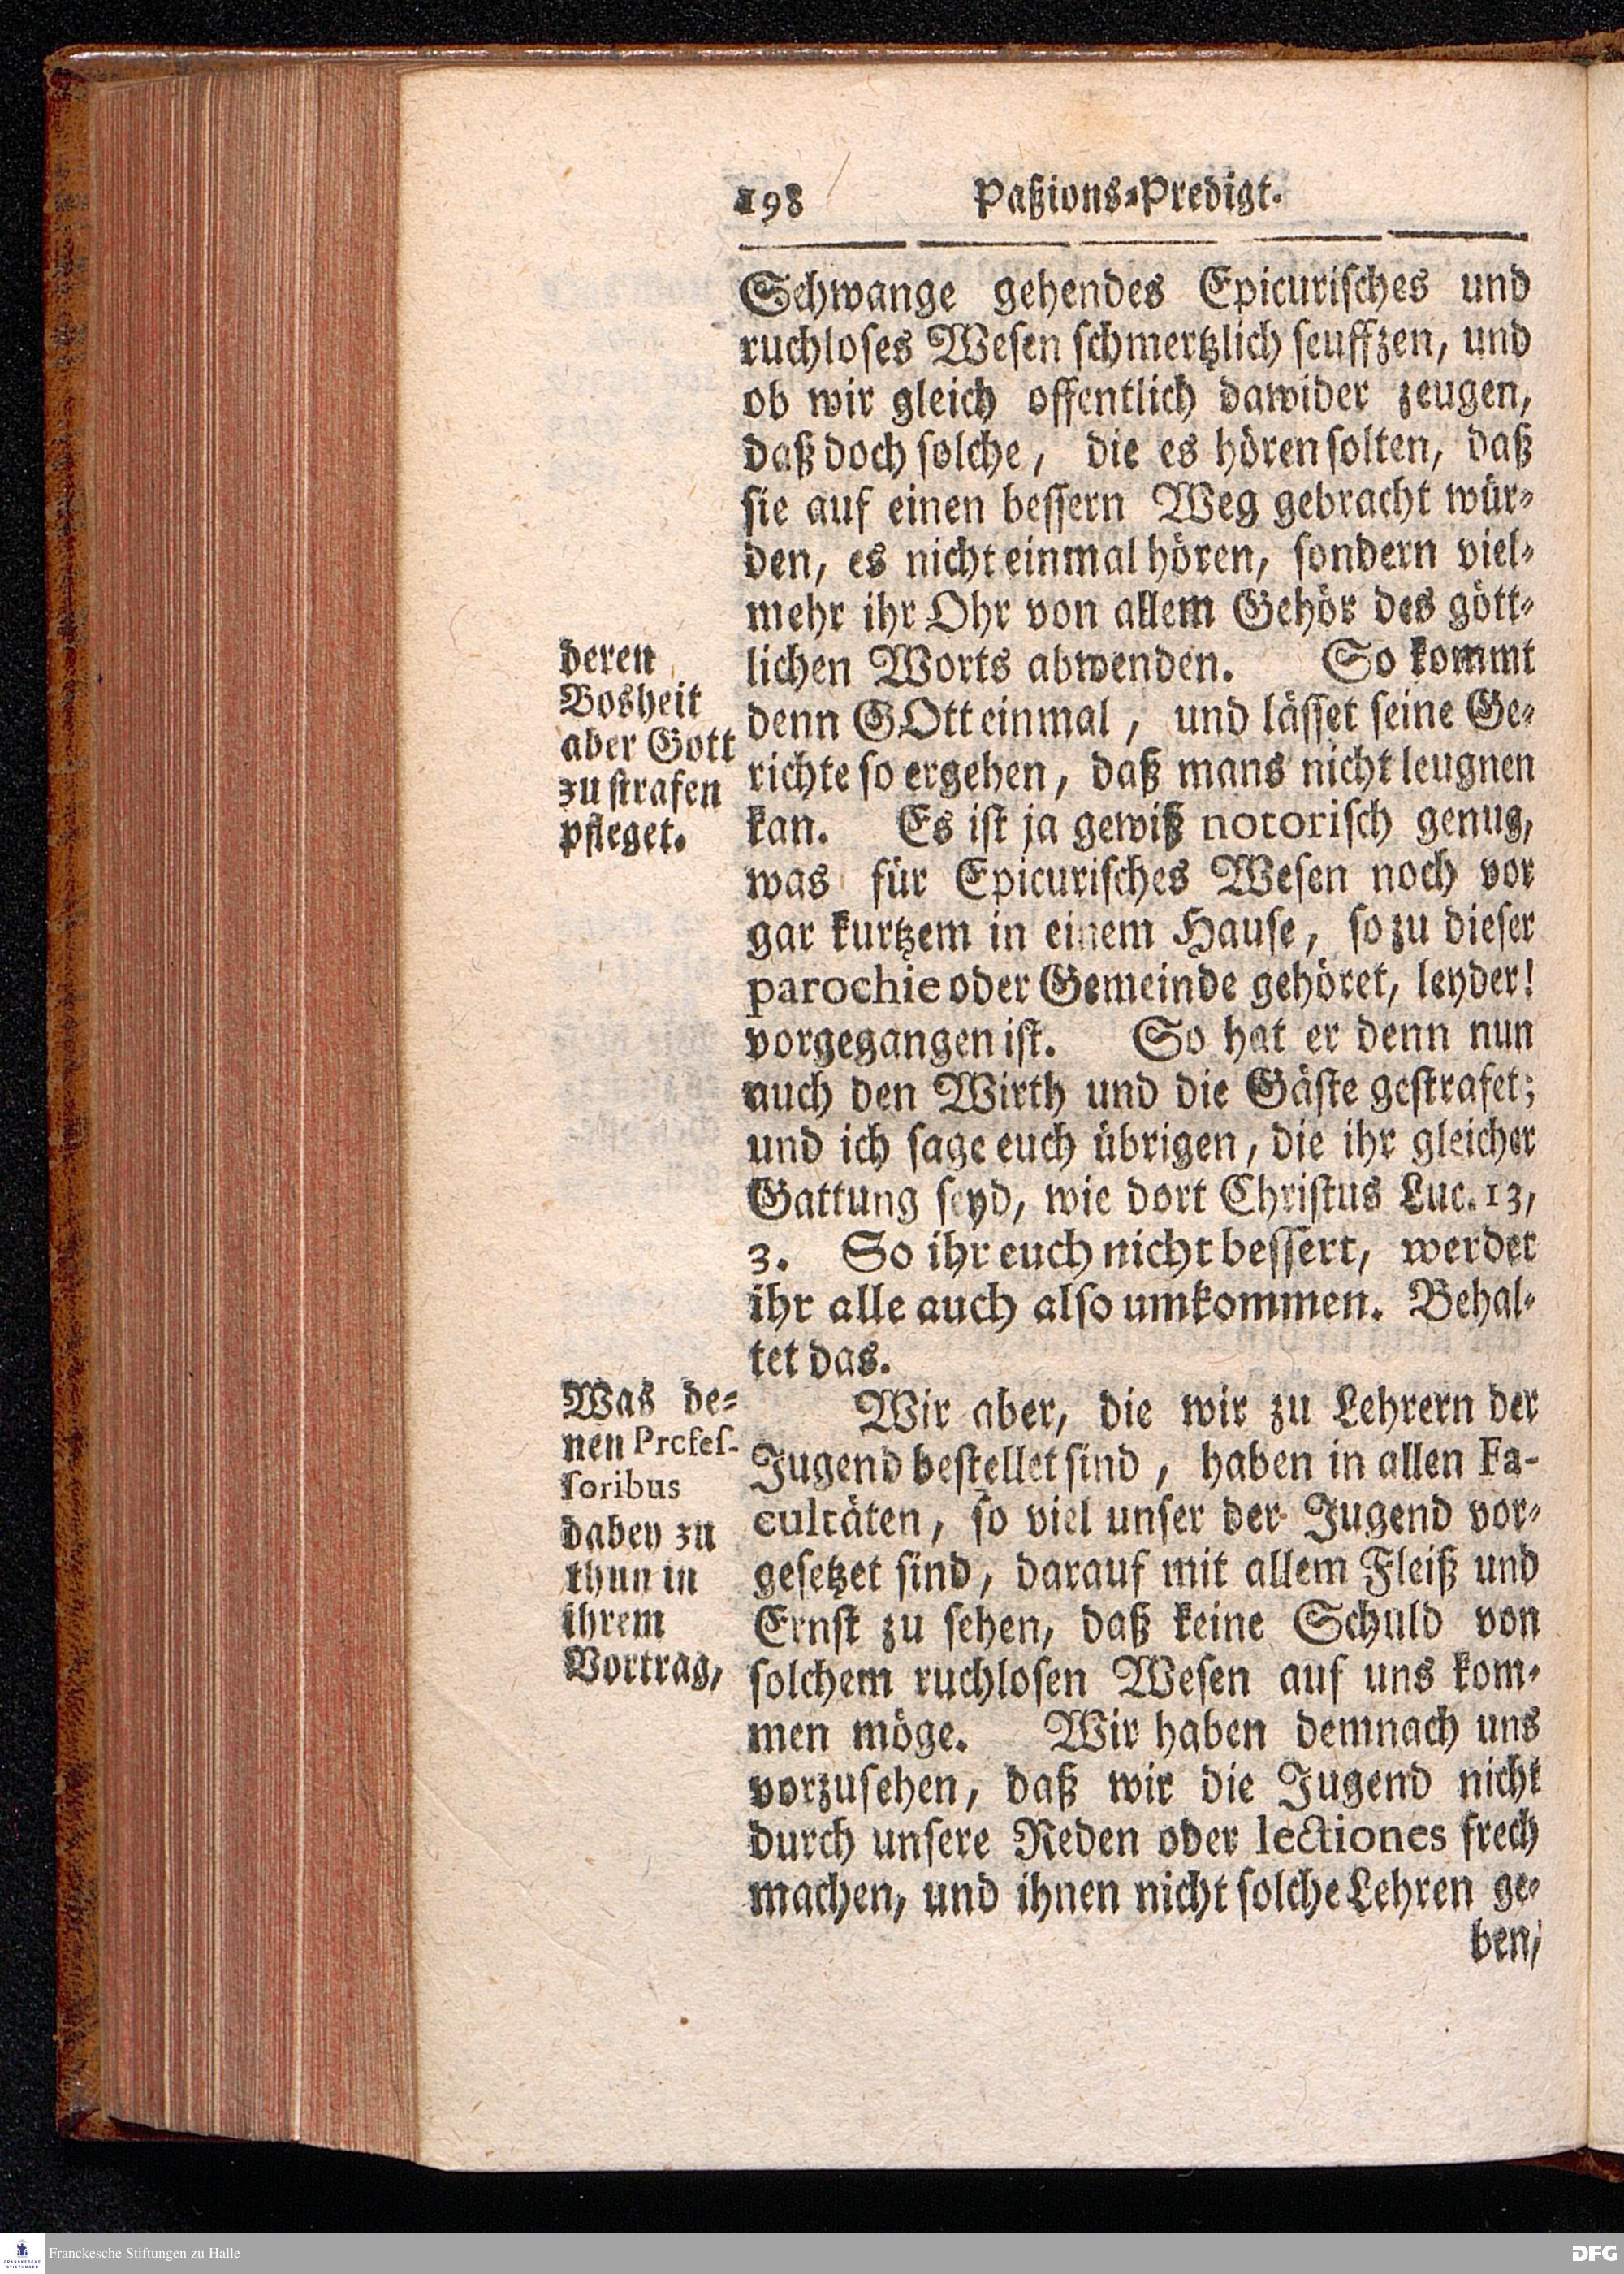 198 Paßions-Predigt.
Schwange gehendes Epicurisches und
ruchloses Wesen schmertzlich seuffzen, und
ob wir gleich offentlich dawider zeugen,
daß doch solche, die es hören solten, daß
sie auf einen bessern Weg gebracht wür-
den, es nicht einmal hören, sondern viel-
mehr ihr Ohr von allem Gehör des gött-
lichen Worts abwenden. So kommt
denn GOtt einmal, und lässet seine Ge-
richte so ergehen, daß mans nicht leugnen
kan. Es ist ja gewiß notorisch genug,
was für Epicurisches Wesen noch vor
gar kurtzem in einem Hause, so zu dieser
parochie oder Gemeinde gehöret, leyder!
vorgegangen ist. So hat er denn nun
auch den Wirth und die Gäste gestrafet;
und ich sage euch übrigen, die ihr gleicher
Gattung seyd, wie dort Christus Luc. 13,
3. So ihr euch nicht bessert, werdet
ihr alle auch also umkommen. Behal-
tet das.
Wir aber, die wir zu Lehrern der
Jugend bestellet sind, haben in allen Fa-
cultäten, so viel unser der Jugend vor-
gesetzet sind, darauf mit allem Fleiß und
Ernst zu sehen, daß keine Schuld von
solchem ruchlosen Wesen auf uns kom-
men möge. Wir haben demnach uns
vorzusehen, daß wir die Jugend nicht
durch unsere Reden oder lectiones frech
machen, und ihnen nicht solche Lehren ge-
ben,
deren
Bosheit
aber Gott
zu strafen
pfleget.
Was de-
nen Profes-
soribus
dabey zu
thun in
ihrem
Vortrag,
FRANCKESCHE
STIFTUNGEN
Franckesche Stiftungen zu Halle
DFG